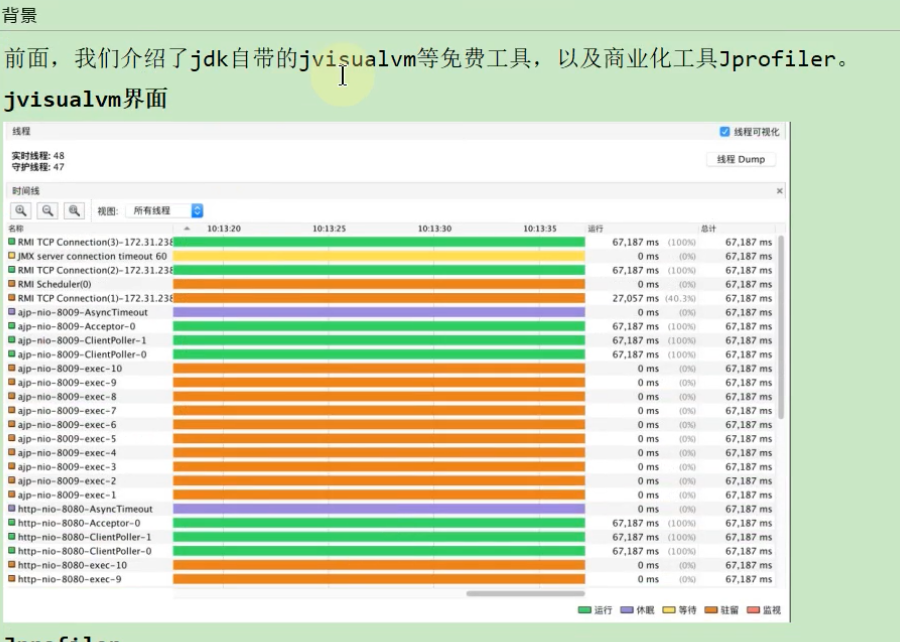 背景
前面，我们介绍了jdk自带的jvisualvm等免费工具，以及商业化工具Jprofiler。
jvisualvm界面
线程 线程可视化
实时线程: 48
守护线程: 47
线程 Dump
时间线
视图: 所有线程
名称 10:13:20 10:13:25 10:13:30 10:13:35 运行 总计
RMI TCP Connection(3)-172.31.238 67,187 ms (100%) 67,187 ms
JMX server connection timeout 60 0 ms (0%) 67,187 ms
RMI TCP Connection(2)-172.31.238 67,187 ms (100%) 67,187 ms
RMI Scheduler(0) 0 ms (0%) 67,187 ms
RMI TCP Connection(1)-172.31.238 27,057 ms (40.3%) 67,187 ms
ajp-nio-8009-AsyncTimeout 0 ms (0%) 67,187 ms
ajp-nio-8009-Acceptor-0 67,187 ms (100%) 67,187 ms
ajp-nio-8009-ClientPoller-1 67,187 ms (100%) 67,187 ms
ajp-nio-8009-ClientPoller-0 67,187 ms (100%) 67,187 ms
ajp-nio-8009-exec-10 0 ms (0%) 67,187 ms
ajp-nio-8009-exec-9 0 ms (0%) 67,187 ms
ajp-nio-8009-exec-8 0 ms (0%) 67,187 ms
ajp-nio-8009-exec-7 0 ms (0%) 67,187 ms
ajp-nio-8009-exec-6 0 ms (0%) 67,187 ms
ajp-nio-8009-exec-5 0 ms (0%) 67,187 ms
ajp-nio-8009-exec-4 0 ms (0%) 67,187 ms
ajp-nio-8009-exec-3 0 ms (0%) 67,187 ms
ajp-nio-8009-exec-2 0 ms (0%) 67,187 ms
ajp-nio-8009-exec-1 0 ms (0%) 67,187 ms
http-nio-8080-AsyncTimeout 0 ms (0%) 67,187 ms
http-nio-8080-Acceptor-0 67,187 ms (100%) 67,187 ms
http-nio-8080-ClientPoller-1 67,187 ms (100%) 67,187 ms
http-nio-8080-ClientPoller-0 67,187 ms (100%) 67,187 ms
http-nio-8080-exec-10 0 ms (0%) 67,187 ms
http-nio-8080-exec-9 0 ms (0%) 67,187 ms
运行 休眠 等待 驻留 监视
Jprofiler